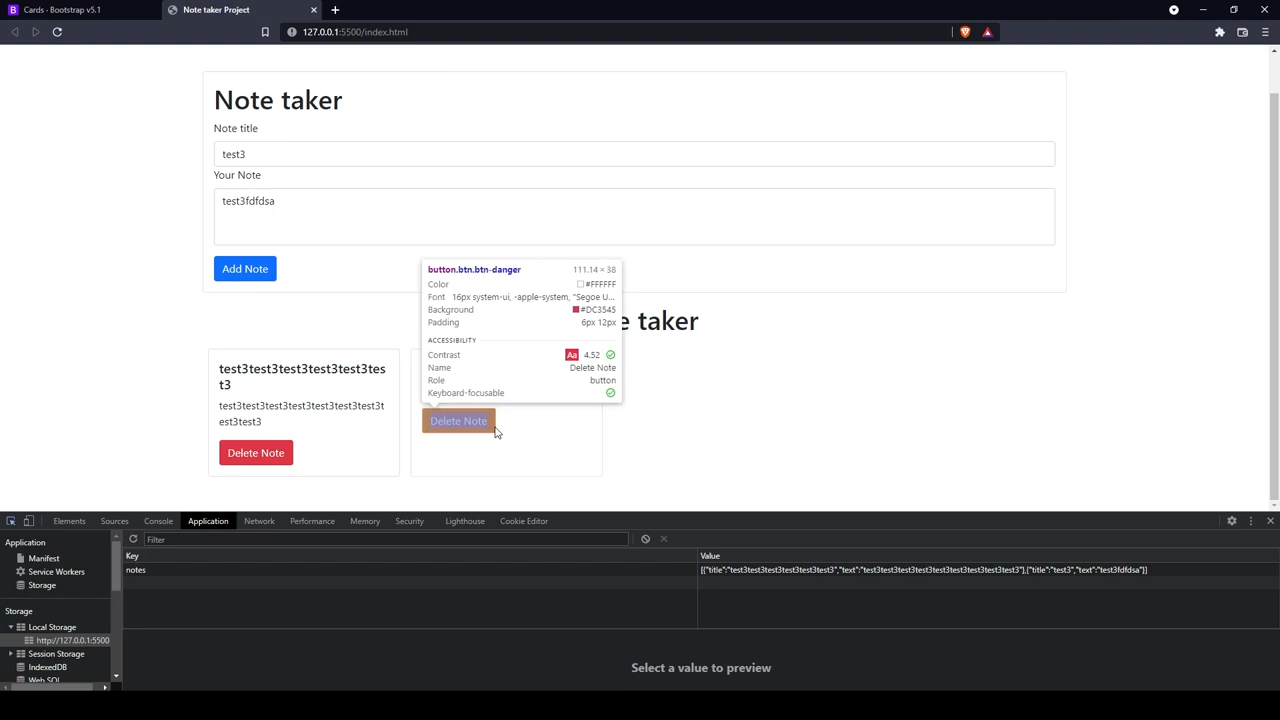 Cards · Bootstrap v5.1
Note taker Project
127.0.0.1:5500/index.html
Note taker
Note title
test3
Your Note
test3fdfdsa
Add Note
button.btn.btn-danger 111.14 × 38
Color #FFFFFF
Font 16px system-ui, -apple-system, "Segoe U...
Background #DC3545
Padding 6px 12px
ACCESSIBILITY
Contrast Aa 4.52
Name Delete Note
Role button
Keyboard-focusable
e taker
test3test3test3test3test3tes
t3
test3test3test3test3test3test3t
est3test3
Delete Note
Delete Note
Elements Sources Console Application Network Performance Memory Security Lighthouse Cookie Editor
Application
Manifest
Service Workers
Storage
Storage
Local Storage
http://127.0.0.1:5500
Session Storage
IndexedDB
Web SQL
Filter
Key Value
notes [{"title":"test3test3test3test3test3test3","text":"test3test3test3test3test3test3test3test3test3"},{"title":"test3","text":"test3fdfdsa"}]
Select a value to preview